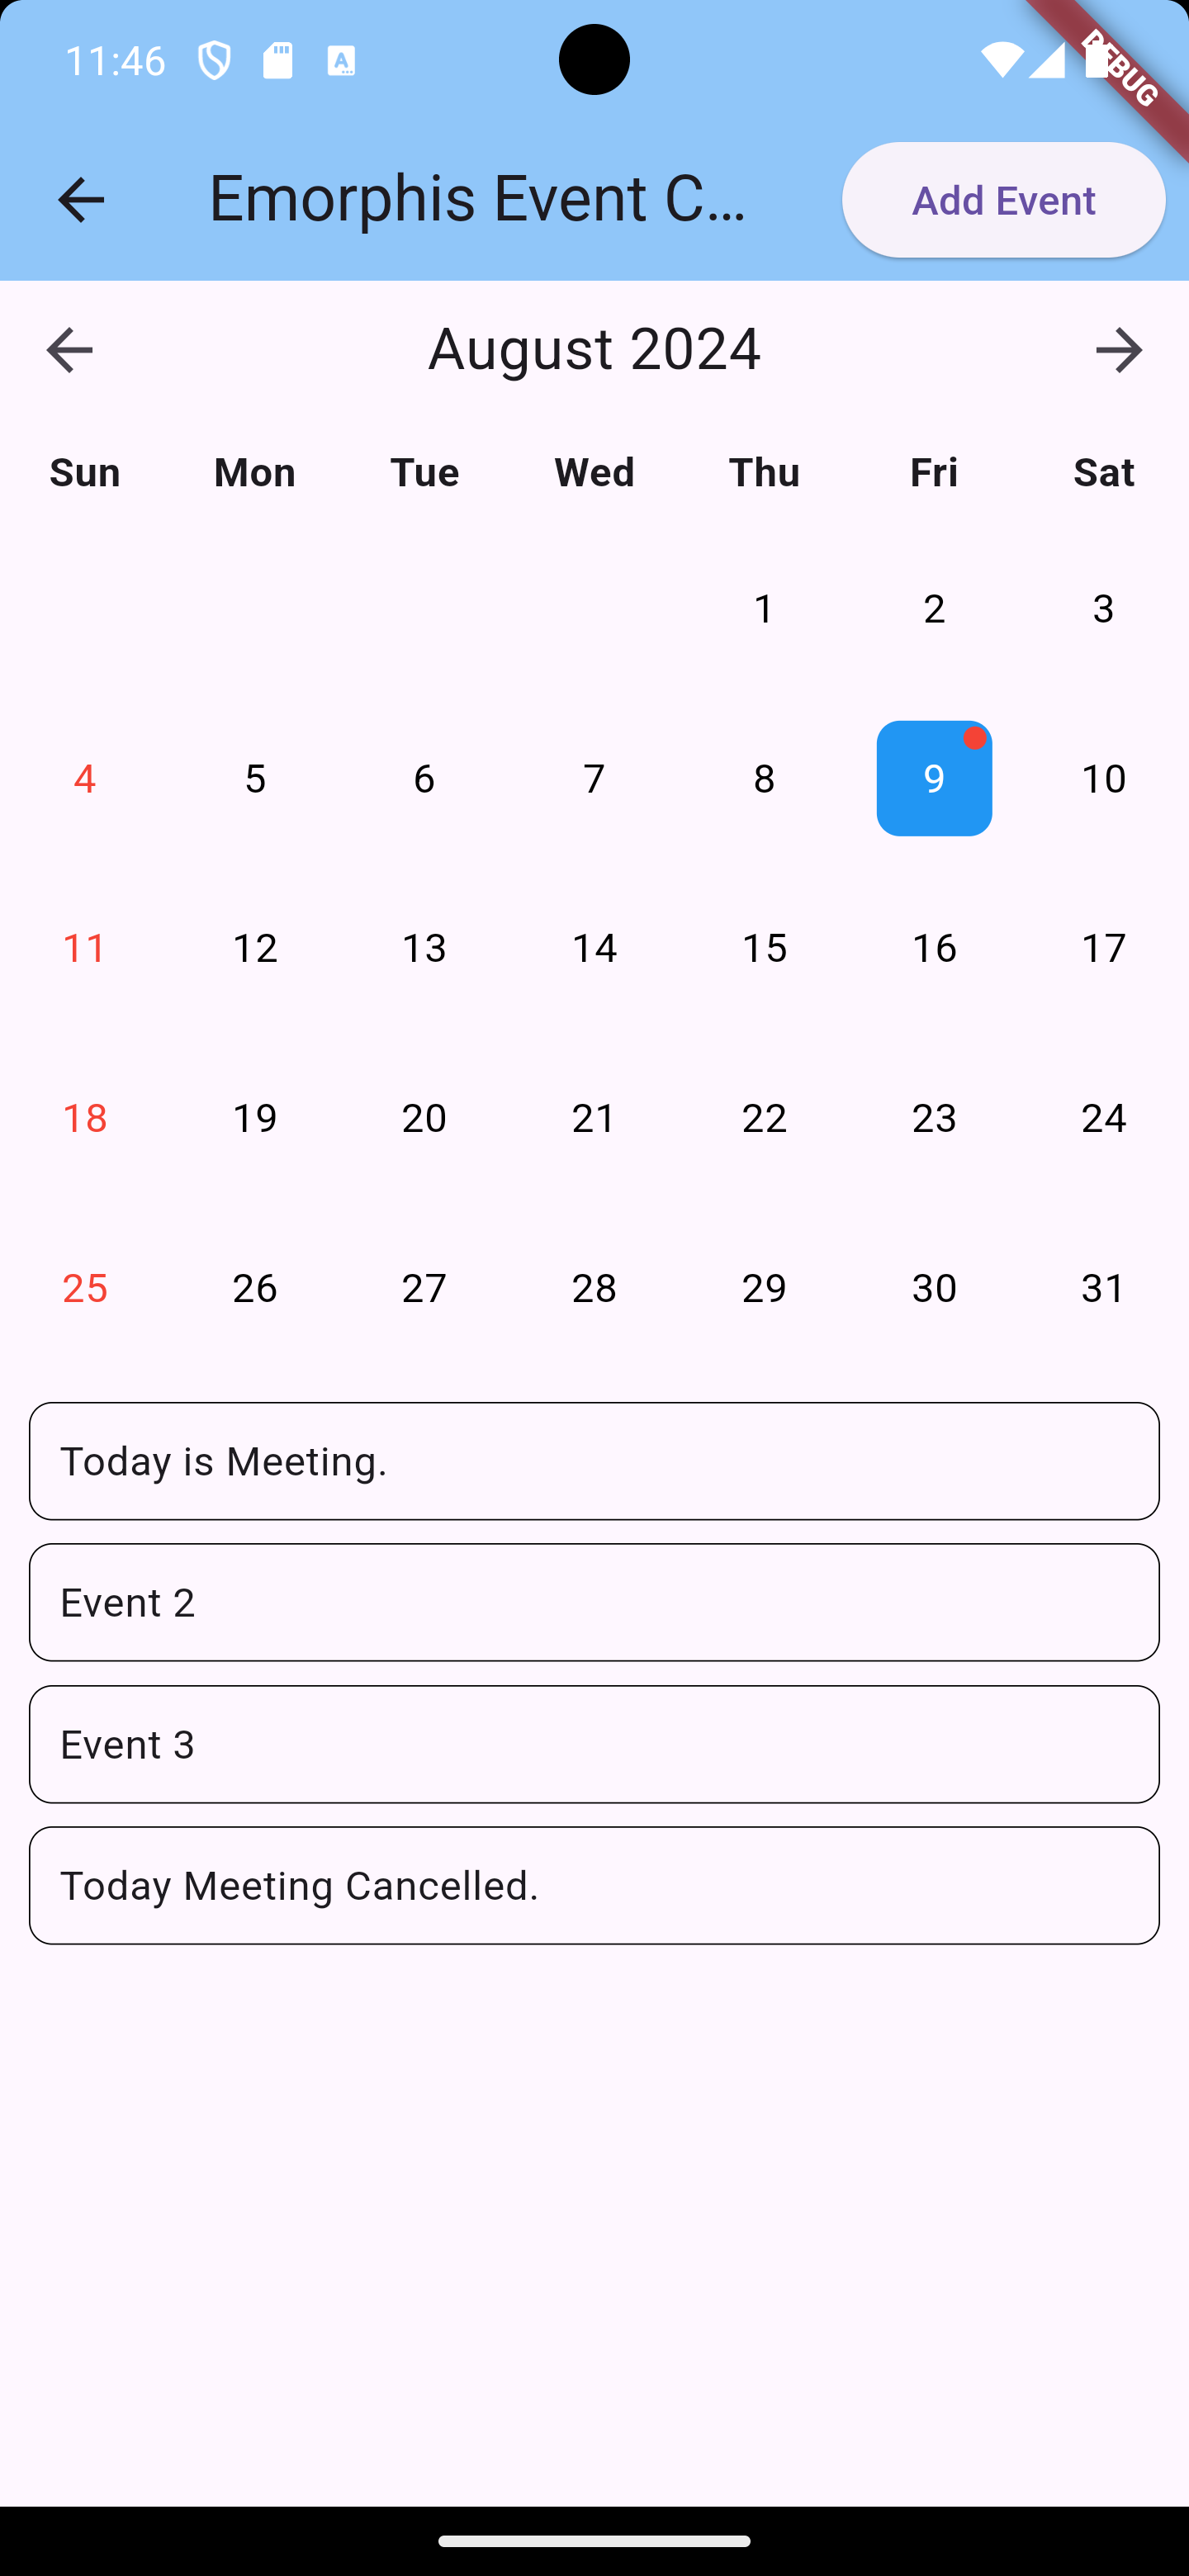 11:46
DEBUG
Emorphis Event C...
Add Event
August 2024
Sun Mon Tue Wed Thu Fri Sat
1 2 3
4 5 6 7 8 9 10
11 12 13 14 15 16 17
18 19 20 21 22 23 24
25 26 27 28 29 30 31
Today is Meeting.
Event 2
Event 3
Today Meeting Cancelled.